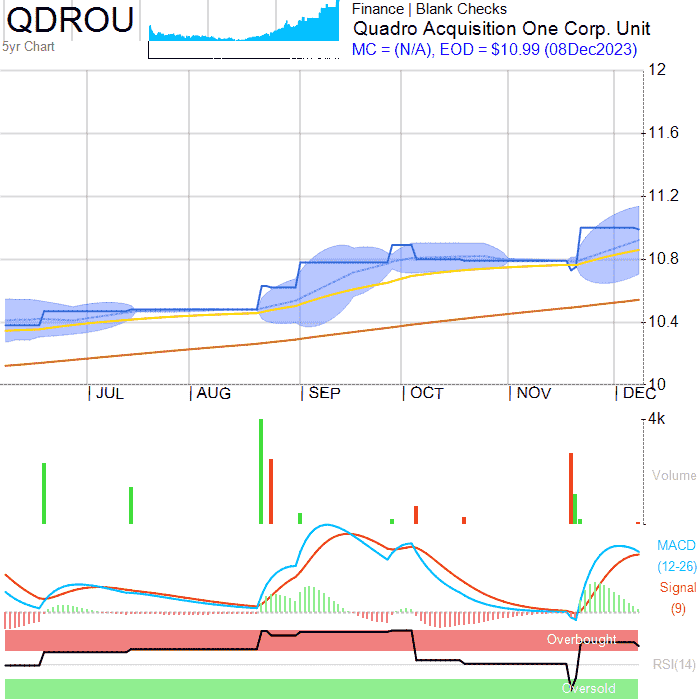 QDROU
5yr Chart
Finance | Blank Checks
Quadro Acquisition One Corp. Unit
MC = (N/A), EOD = $10.99 (08Dec2023)
12
11.6
11.2
10.8
10.4
10
JUL AUG SEP OCT NOV DEC
4k
Volume
MACD
(12-26)
Signal
(9)
Overbought
RSI(14)
Oversold